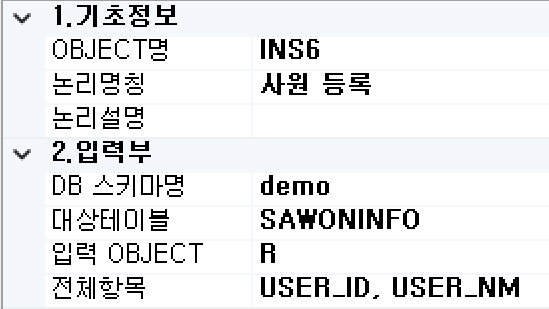 1.기초정보
OBJECT명 INS6
논리명칭 사원 등록
논리설명
2.입력부
DB 스키마명 demo
대상테이블 SAWONINFO
입력 OBJECT R
전체항목 USER_ID, USER_NM